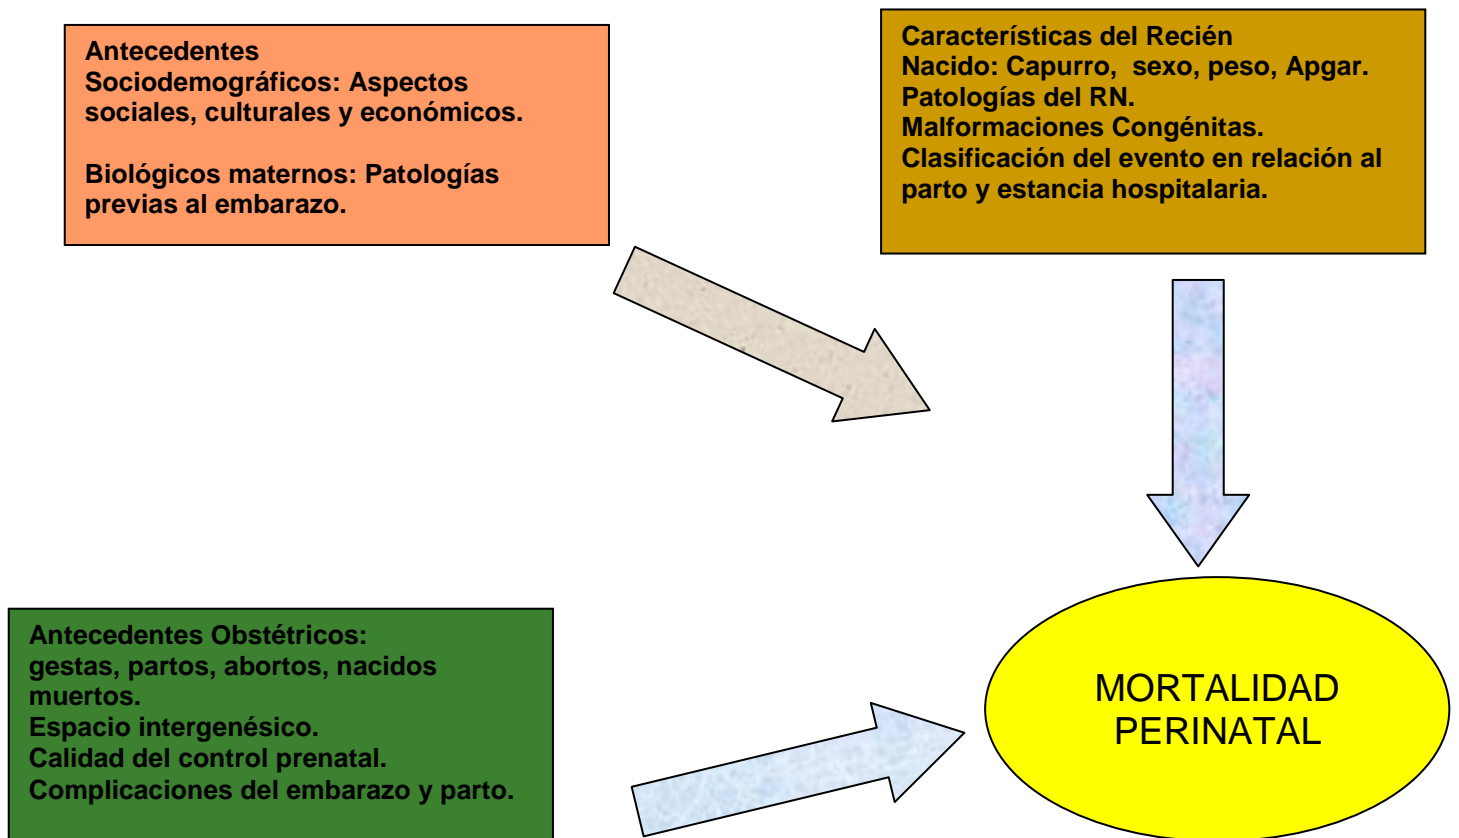 Antecedentes
Sociodemográficos: Aspectos
sociales, culturales y económicos.
Biológicos maternos: Patologías
previas al embarazo.
Características del Recién
Nacido: Capurro, sexo, peso, Apgar.
Patologías del RN.
Malformaciones Congénitas.
Clasificación del evento en relación al
parto y estancia hospitalaria.
Antecedentes Obstétricos:
gestas, partos, abortos, nacidos
muertos.
Espacio intergenésico.
Calidad del control prenatal.
Complicaciones del embarazo y parto.
MORTALIDAD
PERINATAL